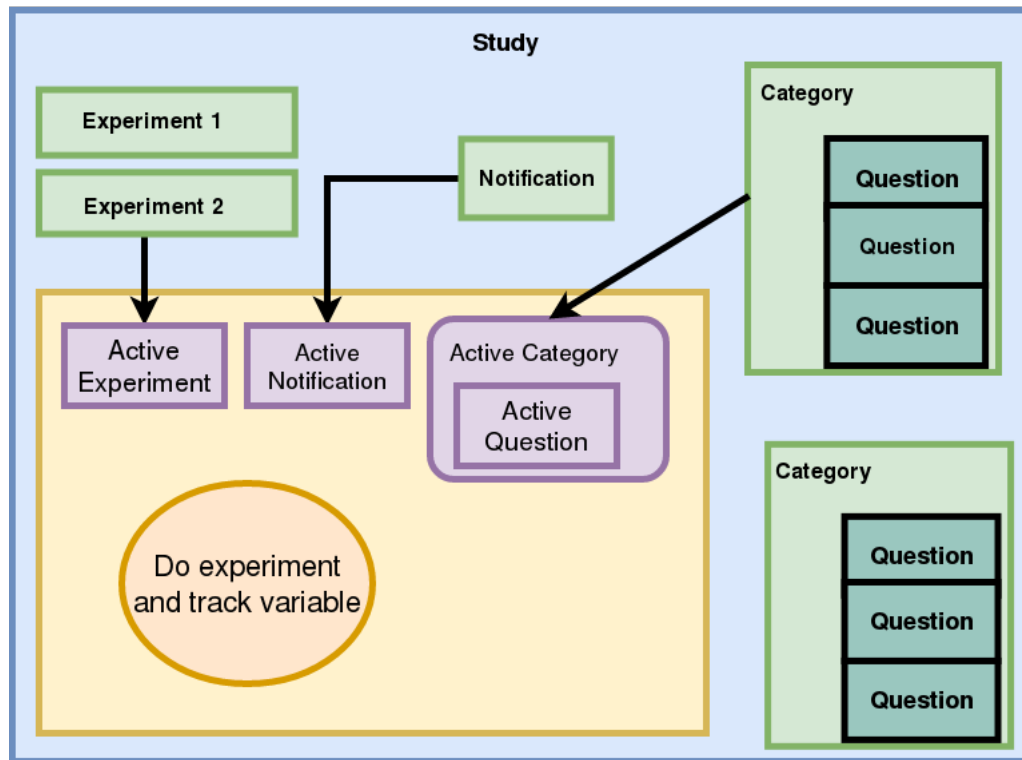 Study
Experiment 1
Experiment 2
Notification
Category
Question
Question
Question
Active
Experiment
Active
Notification
Active Category
Active
Question
Do experiment
and track variable
Category
Question
Question
Question